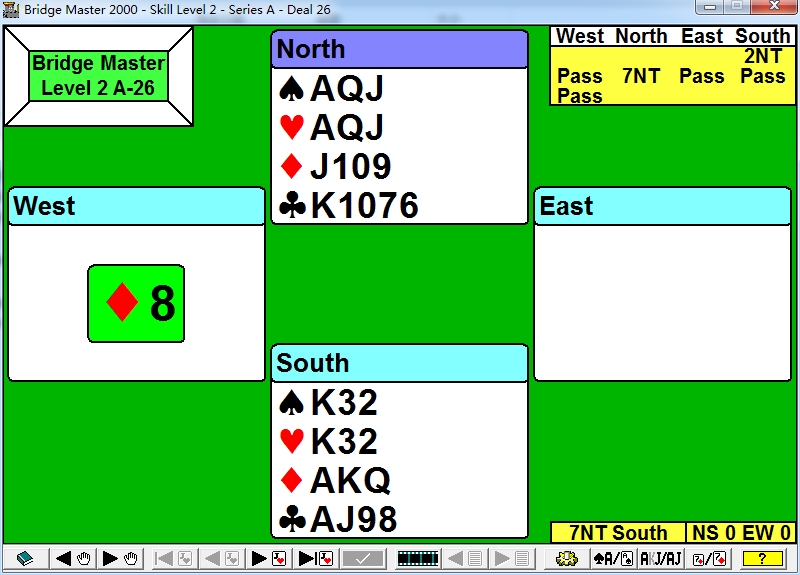 Bridge Master 2000 - Skill Level 2 - Series A - Deal 26
Bridge Master
Level 2 A-26
North
♠ AQJ
♥ AQJ
♦ J109
♣ K1076
West North East South
2NT
Pass 7NT Pass Pass
Pass
West
♦ 8
East
South
♠ K32
♥ K32
♦ AKQ
♣ AJ98
7NT South NS 0 EW 0
AKJ/AJ
?